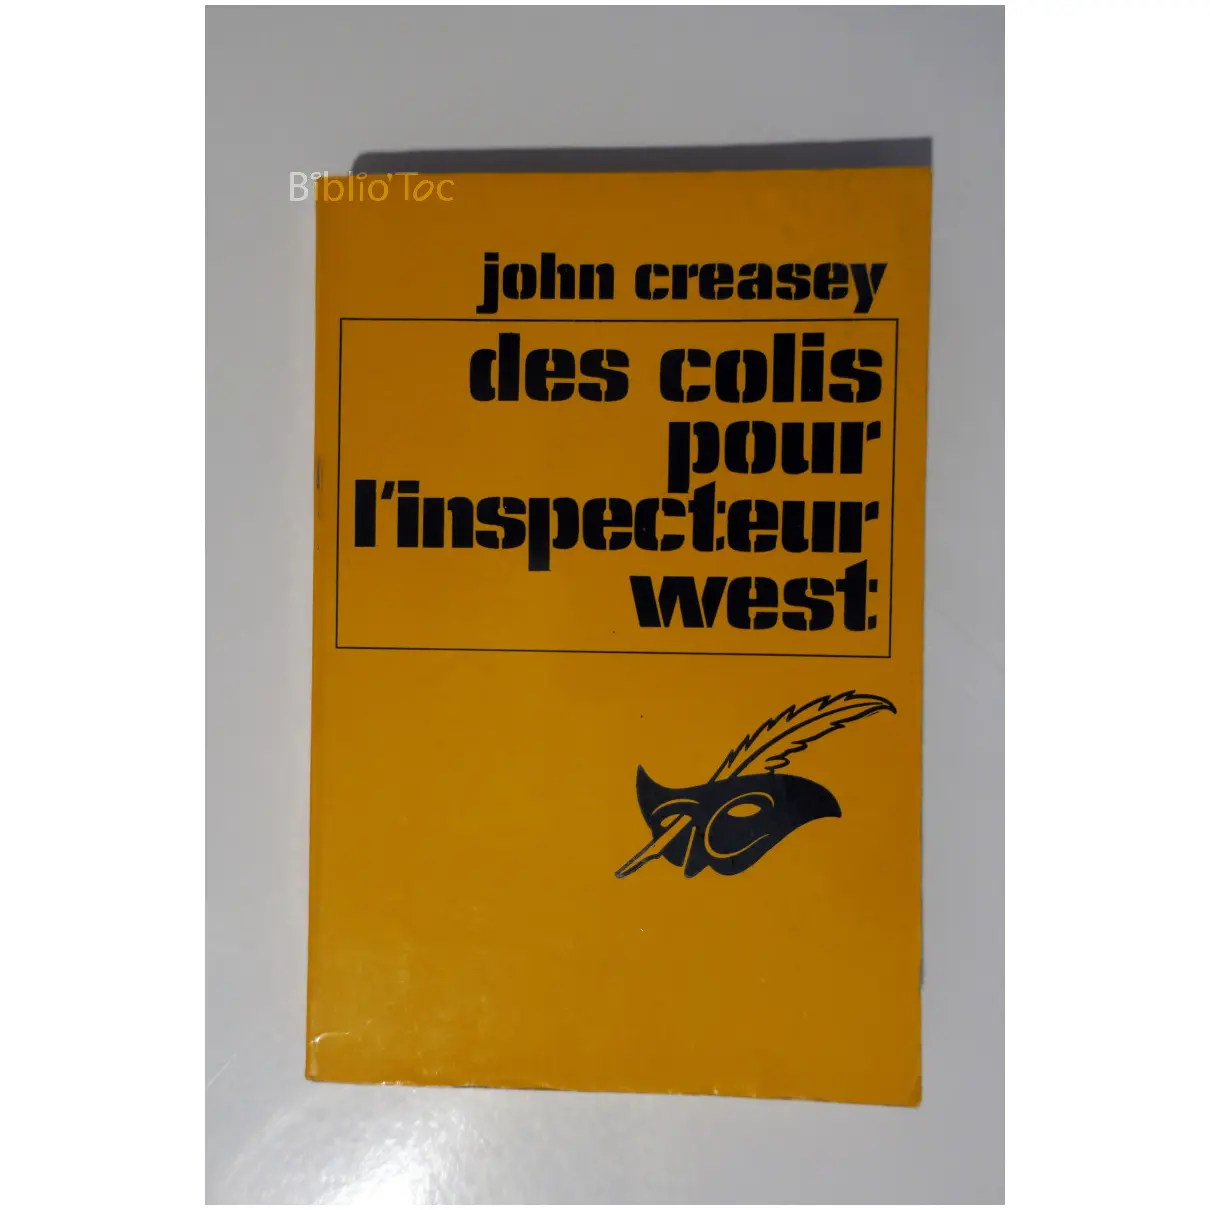 Biblio'Toc
john creasey
des colis
pour
l'inspecteur
west